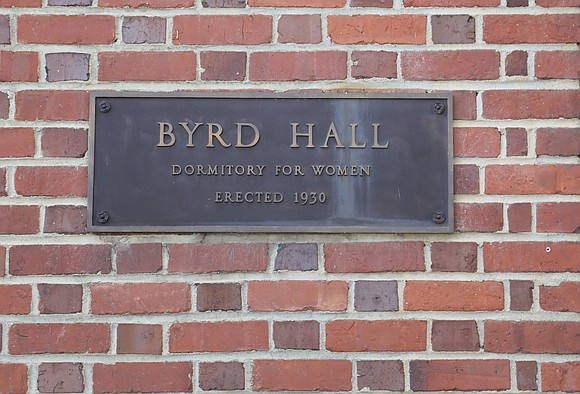 BYRD HALL
DORMITORY FOR WOMEN
ERECTED 1930